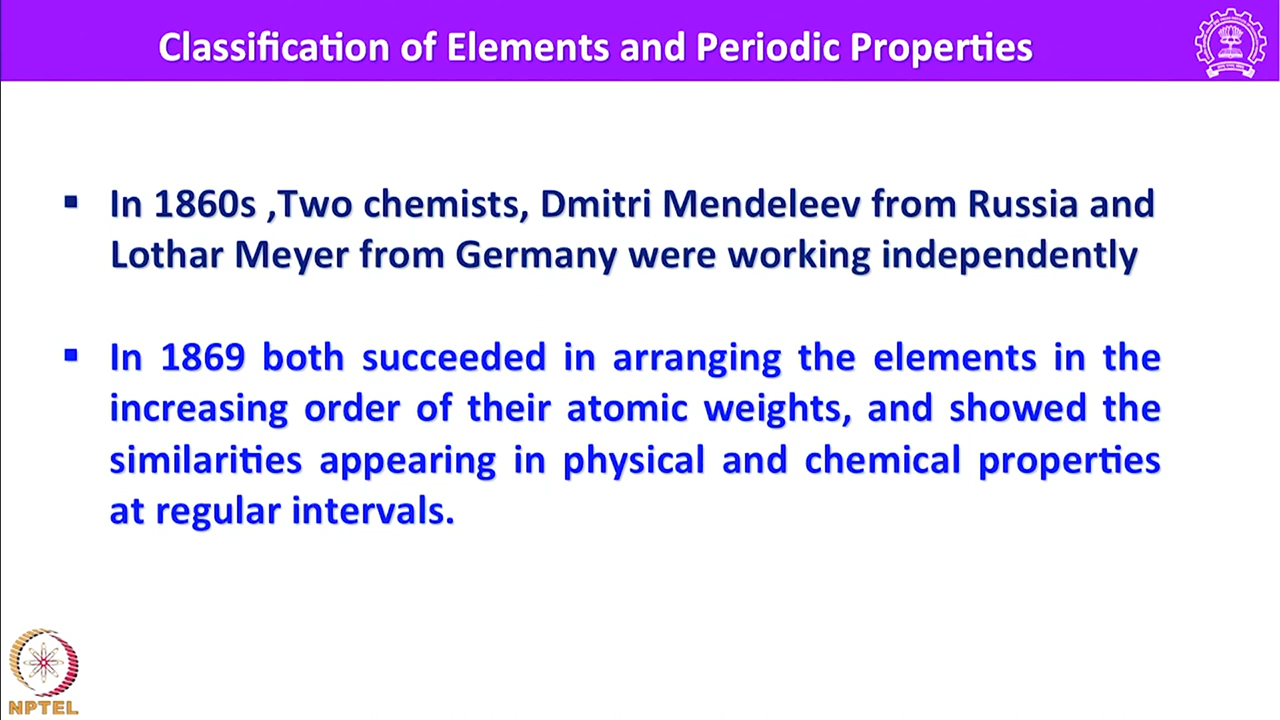 Classification of Elements and Periodic Properties
▪ In 1860s ,Two chemists, Dmitri Mendeleev from Russia and
Lothar Meyer from Germany were working independently
▪ In 1869 both succeeded in arranging the elements in the
increasing order of their atomic weights, and showed the
similarities appearing in physical and chemical properties
at regular intervals.
NPTEL